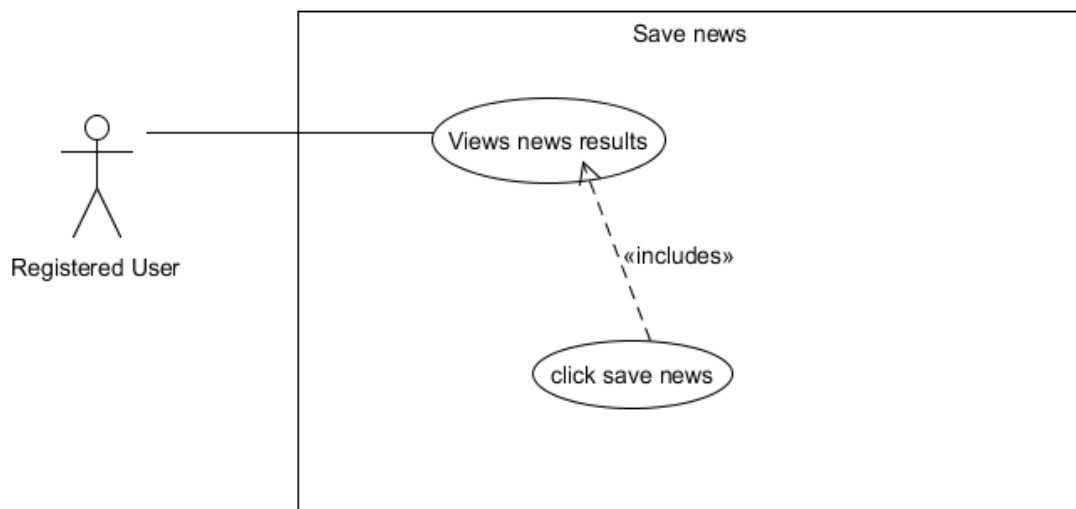 Save news
Views news results
Registered User
«includes»
click save news